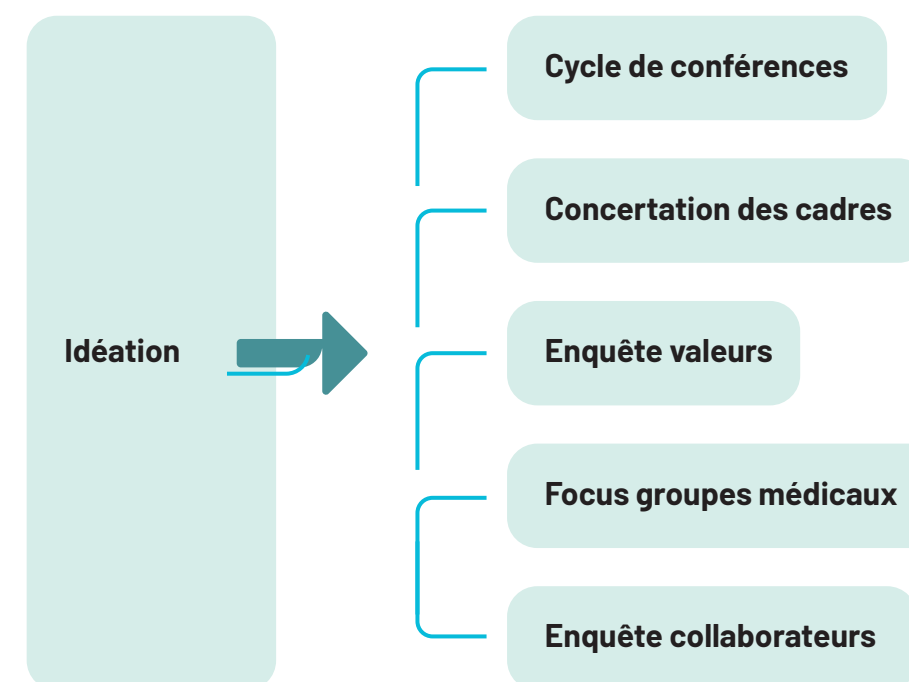 Cycle de conférences
Concertation des cadres
Idéation
Enquête valeurs
Focus groupes médicaux
Enquête collaborateurs